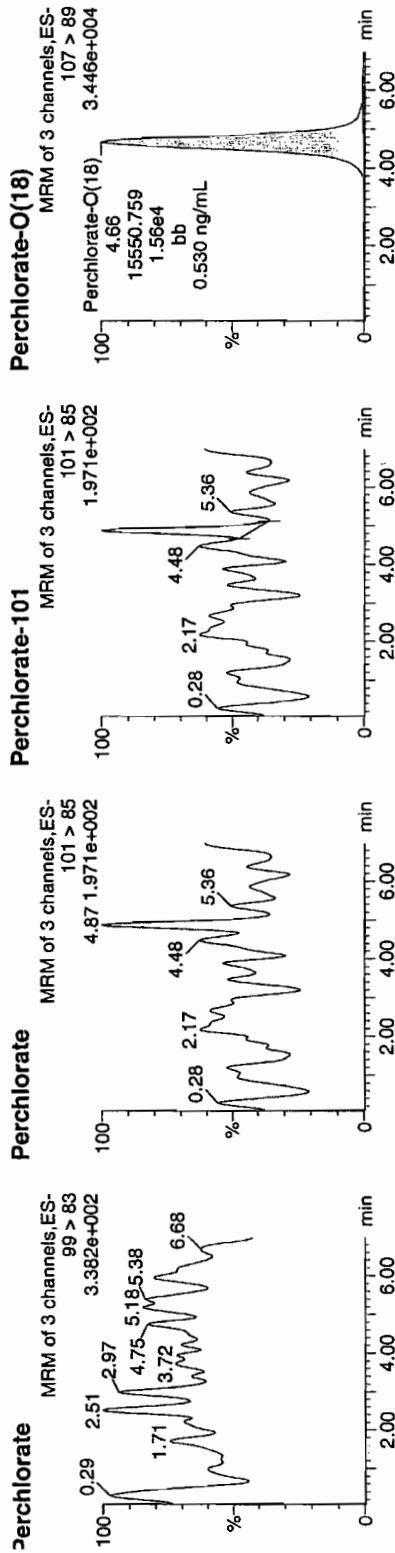 Perchlorate
MRM of 3 channels,ES-
99 > 83
3.382e+002
100
%
0
0.29
1.71
2.51
2.97
3.72
4.75
5.18
5.38
6.68
2.00
4.00
6.00
min
Perchlorate
MRM of 3 channels,ES-
101 > 85
4.87 1.971e+002
100
%
0
0.28
2.17
4.48
5.36
2.00
4.00
6.00
min
Perchlorate-101
MRM of 3 channels,ES-
101 > 85
1.971e+002
100
%
0
0.28
2.17
4.48
5.36
2.00
4.00
6.00
min
Perchlorate-O(18)
MRM of 3 channels,ES-
107 > 89
3.446e+004
100
%
0
Perchlorate-O(18)
4.66
15550.759
1.56e4
bb
0.530 ng/mL
2.00
4.00
6.00
min